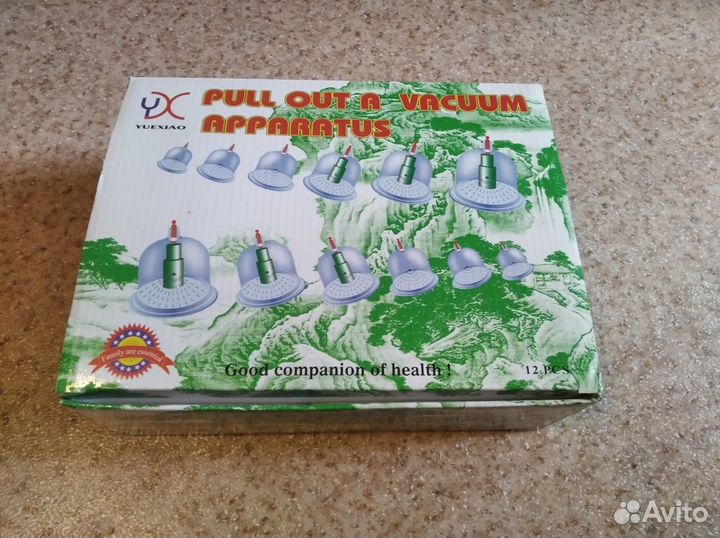 PULL OUT A VACUUM
APPARATUS
YUEXIAO
Family are essential
Good companion of health !
12 PCS
Avito